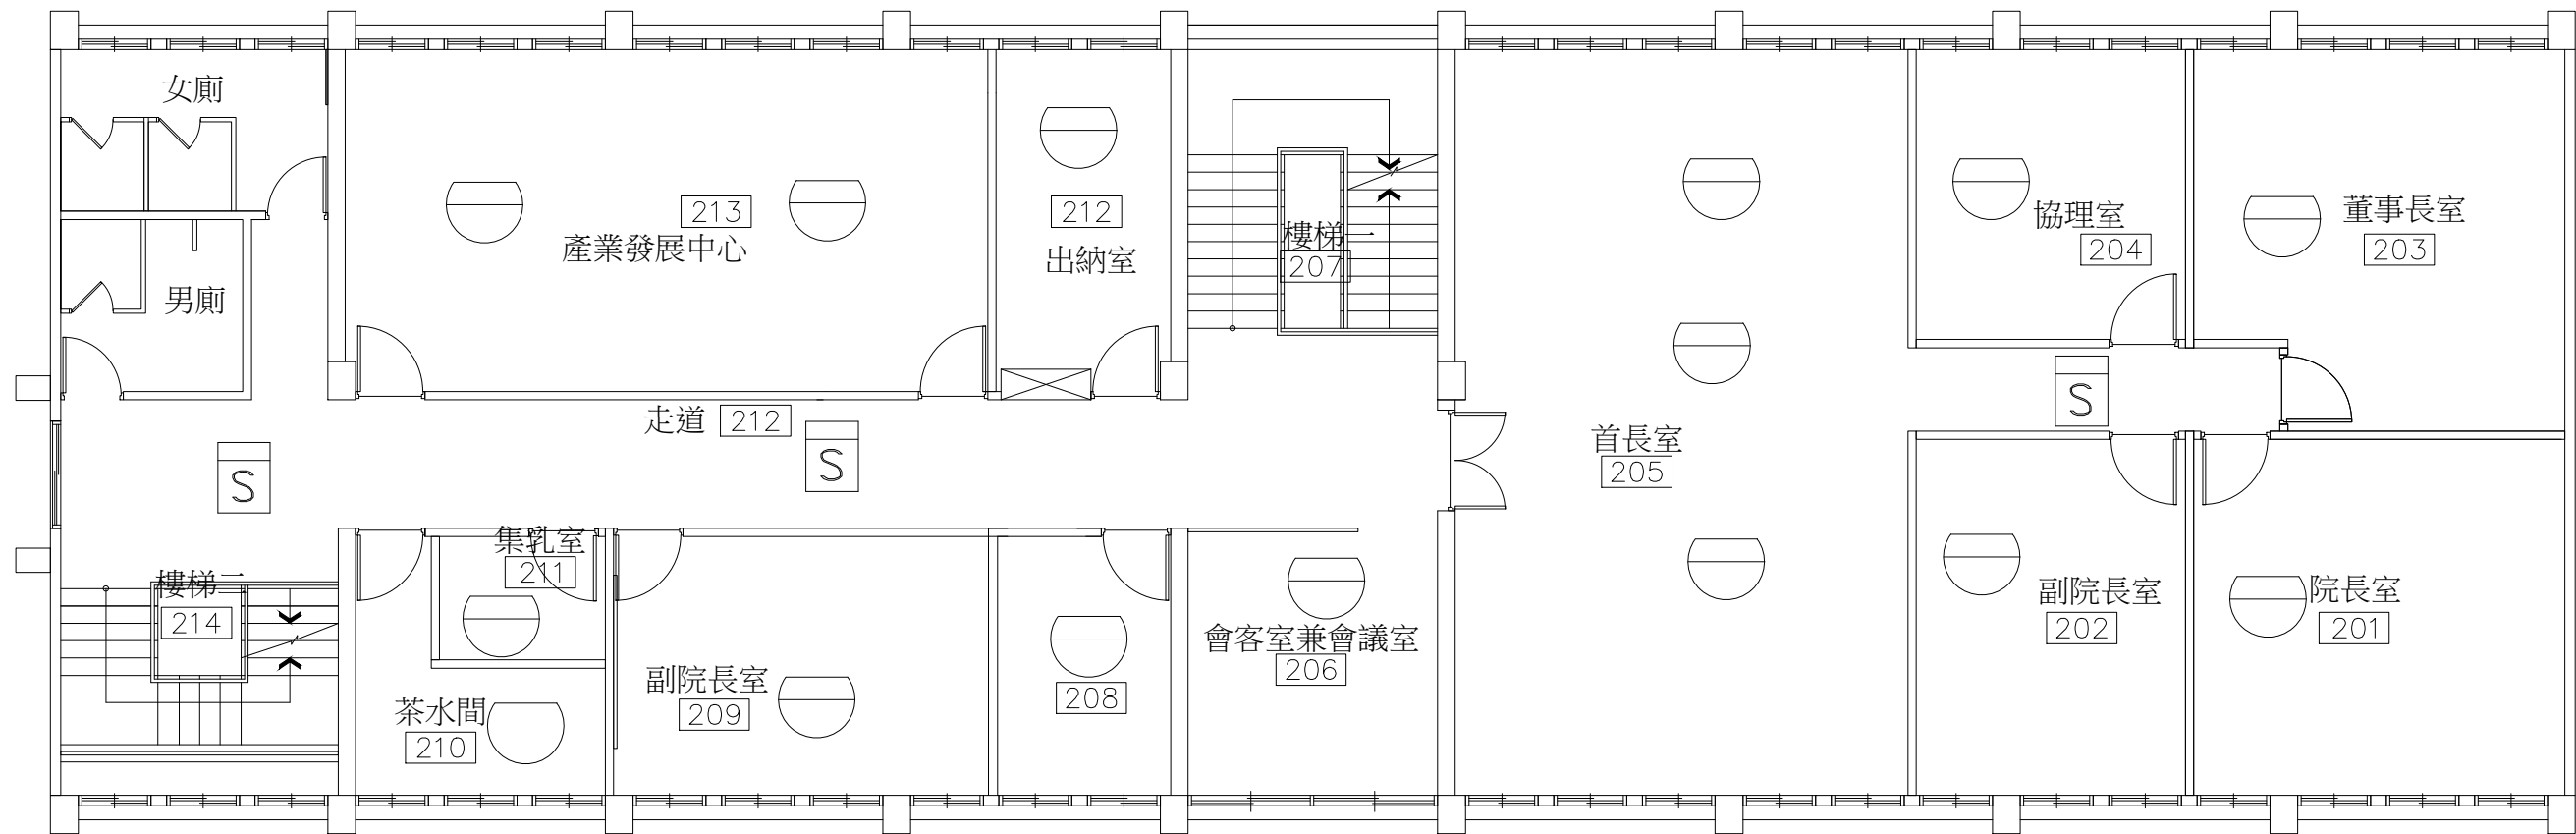 女廁
男廁
213
產業發展中心
212
出納室
樓梯一
207
協理室
204
董事長室
203
走道 212
S
S
S
首長室
205
集乳室
211
樓梯二
214
茶水間
210
副院長室
209
208
會客室兼會議室
206
副院長室
202
院長室
201